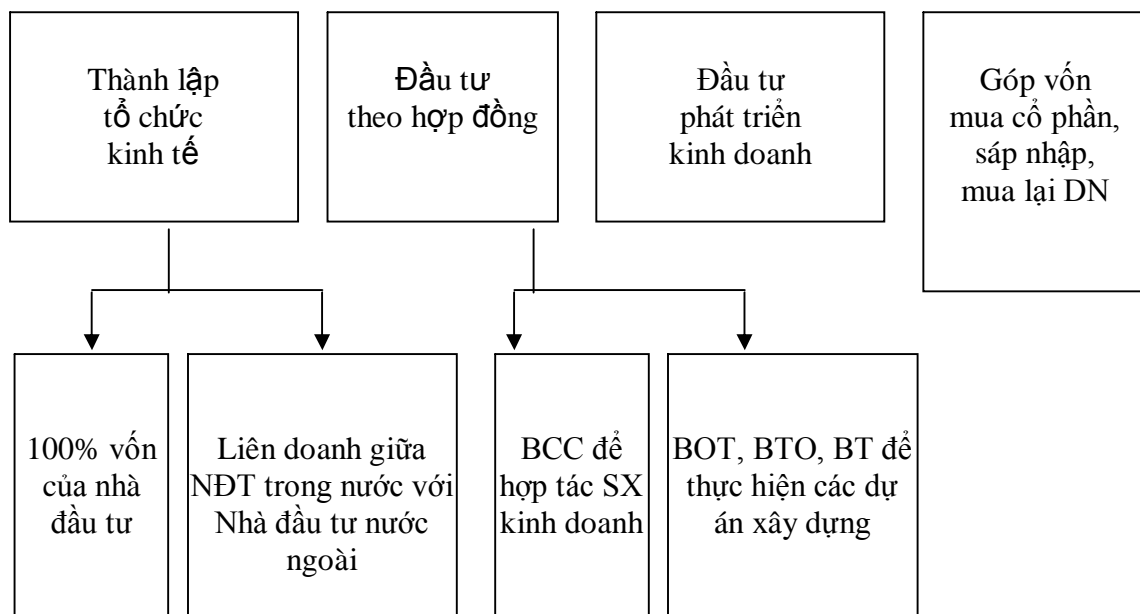 Thành lập
tổ chức
kinh tế
Đầu tư
theo hợp đồng
Đầu tư
phát triển
kinh doanh
Góp vốn
mua cổ phần,
sáp nhập,
mua lại DN
100% vốn
của nhà
đầu tư
Liên doanh giữa
NĐT trong nước với
Nhà đầu tư nước
ngoài
BCC để
hợp tác SX
kinh doanh
BOT, BTO, BT để
thực hiện các dự
án xây dựng